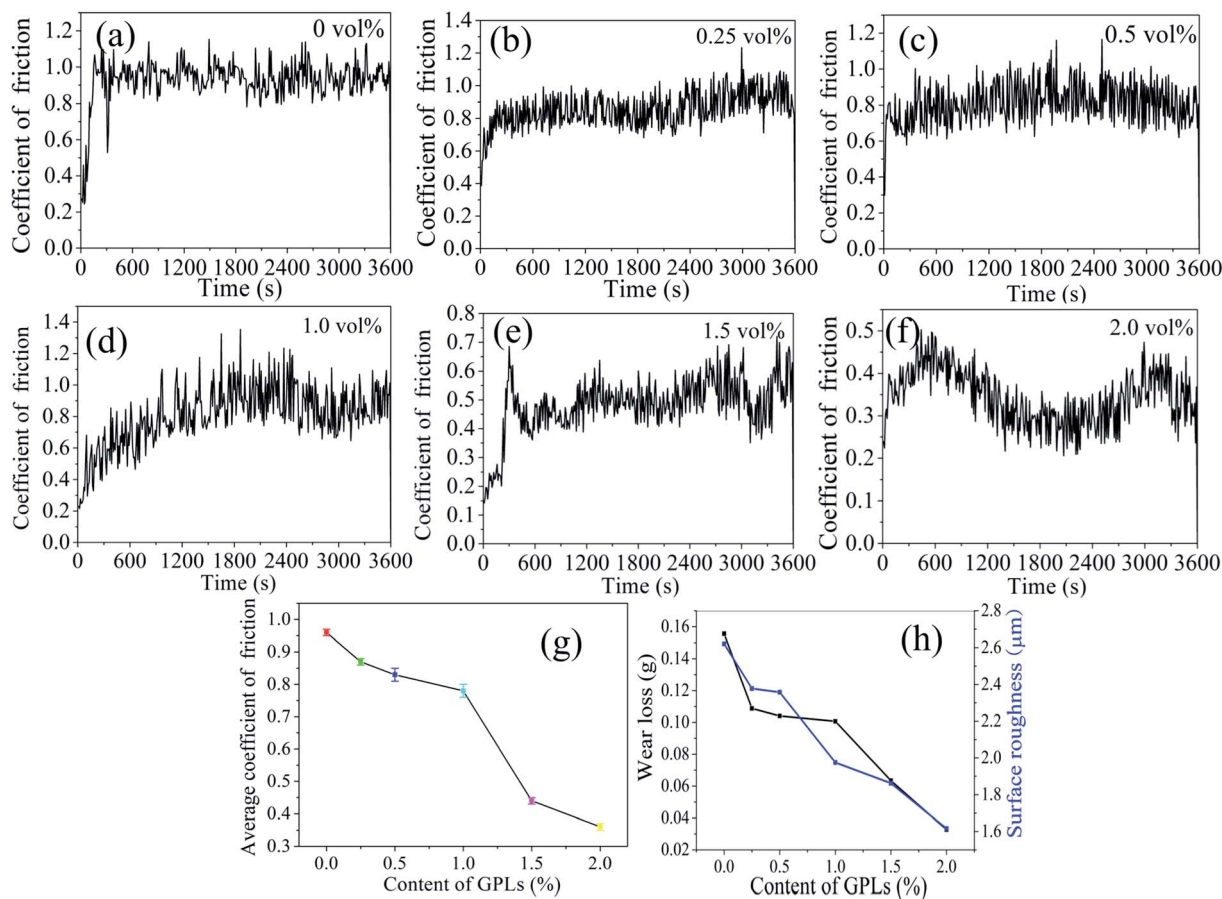 (a)
0 vol%
Coefficient of friction
1.4
1.2
1.0
0.8
0.6
0.4
0.2
0.0
0 600 1200 1800 2400 3000 3600
Time (s)
(b)
0.25 vol%
Coefficient of friction
1.4
1.2
1.0
0.8
0.6
0.4
0.2
0.0
0 600 1200 1800 2400 3000 3600
Time (s)
(c)
0.5 vol%
Coefficient of friction
1.2
1.0
0.8
0.6
0.4
0.2
0.0
0 600 1200 1800 2400 3000 3600
Time (s)
(d)
1.0 vol%
Coefficient of friction
1.4
1.2
1.0
0.8
0.6
0.4
0.2
0.0
0 600 1200 1800 2400 3000 3600
Time (s)
(e)
1.5 vol%
Coefficient of friction
0.8
0.7
0.6
0.5
0.4
0.3
0.2
0.1
0.0
0 600 1200 1800 2400 3000 3600
Time (s)
(f)
2.0 vol%
Coefficient of friction
0.5
0.4
0.3
0.2
0.1
0.0
0 600 1200 1800 2400 3000 3600
Time (s)
(g)
Average coefficient of friction
1.0
0.9
0.8
0.7
0.6
0.5
0.4
0.3
0.0 0.5 1.0 1.5 2.0
Content of GPLs (%)
(h)
Wear loss (g)
0.16
0.14
0.12
0.10
0.08
0.06
0.04
0.02
Surface roughness (μm)
2.8
2.6
2.4
2.2
2.0
1.8
1.6
0.0 0.5 1.0 1.5 2.0
Content of GPLs (%)